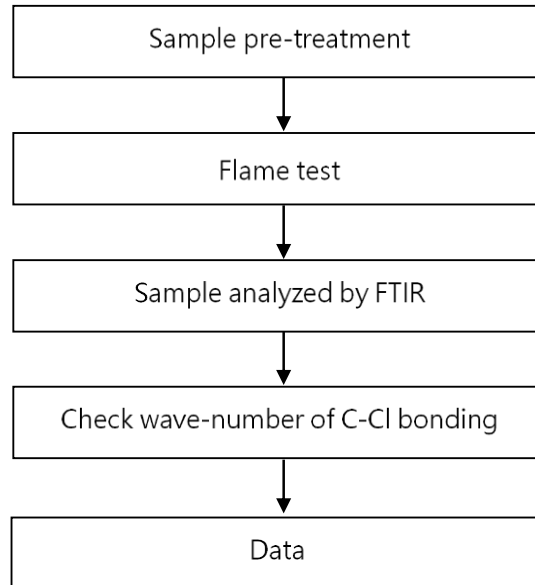 Sample pre-treatment
Flame test
Sample analyzed by FTIR
Check wave-number of C-Cl bonding
Data